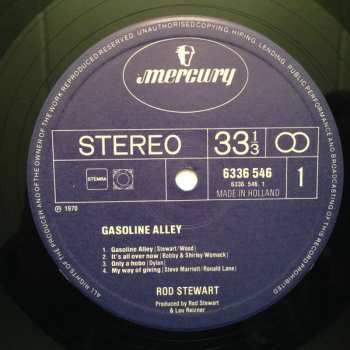 ALL RIGHTS OF THE PRODUCER AND OF THE OWNER OF THE WORK REPRODUCED RESERVED. UNAUTHORISED COPYING, HIRING, LENDING, PUBLIC PERFORMANCE AND BROADCASTING OF THIS RECORD PROHIBITED
mercury
STEREO
33 1/3
STEMRA
6336 546
6336 546.1
MADE IN HOLLAND
1
℗ 1970
GASOLINE ALLEY
1. Gasoline Alley (Stewart/Wood)
2. It's all over now (Bobby & Shirley Womack)
3. Only a hobo (Dylan)
4. My way of giving (Steve Marriott/Ronald Lane)
ROD STEWART
Produced by Rod Stewart
& Lou Reizner